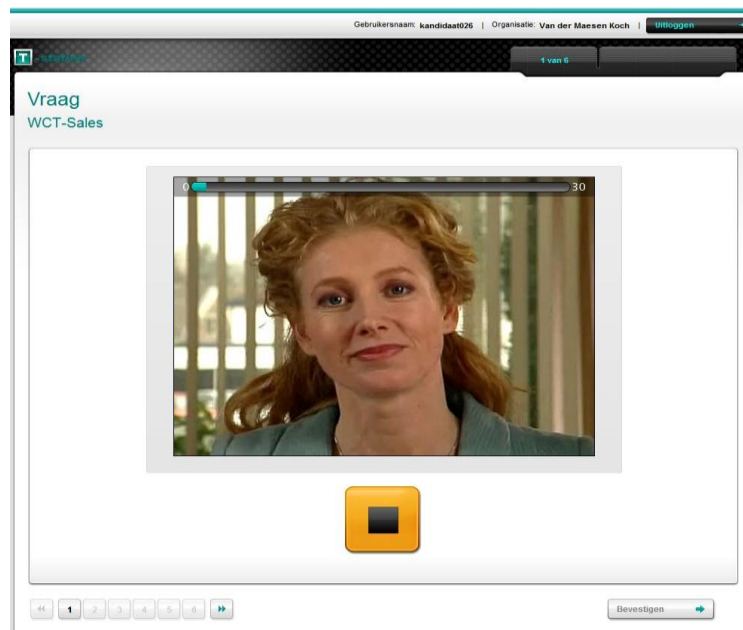 Gebruikersnaam: kandidaat026 | Organisatie: Van der Maesen Koch | Uitloggen
T
1 van 6
Vraag
WCT-Sales
0 30
1 2 3 4 5 6
Bevestigen